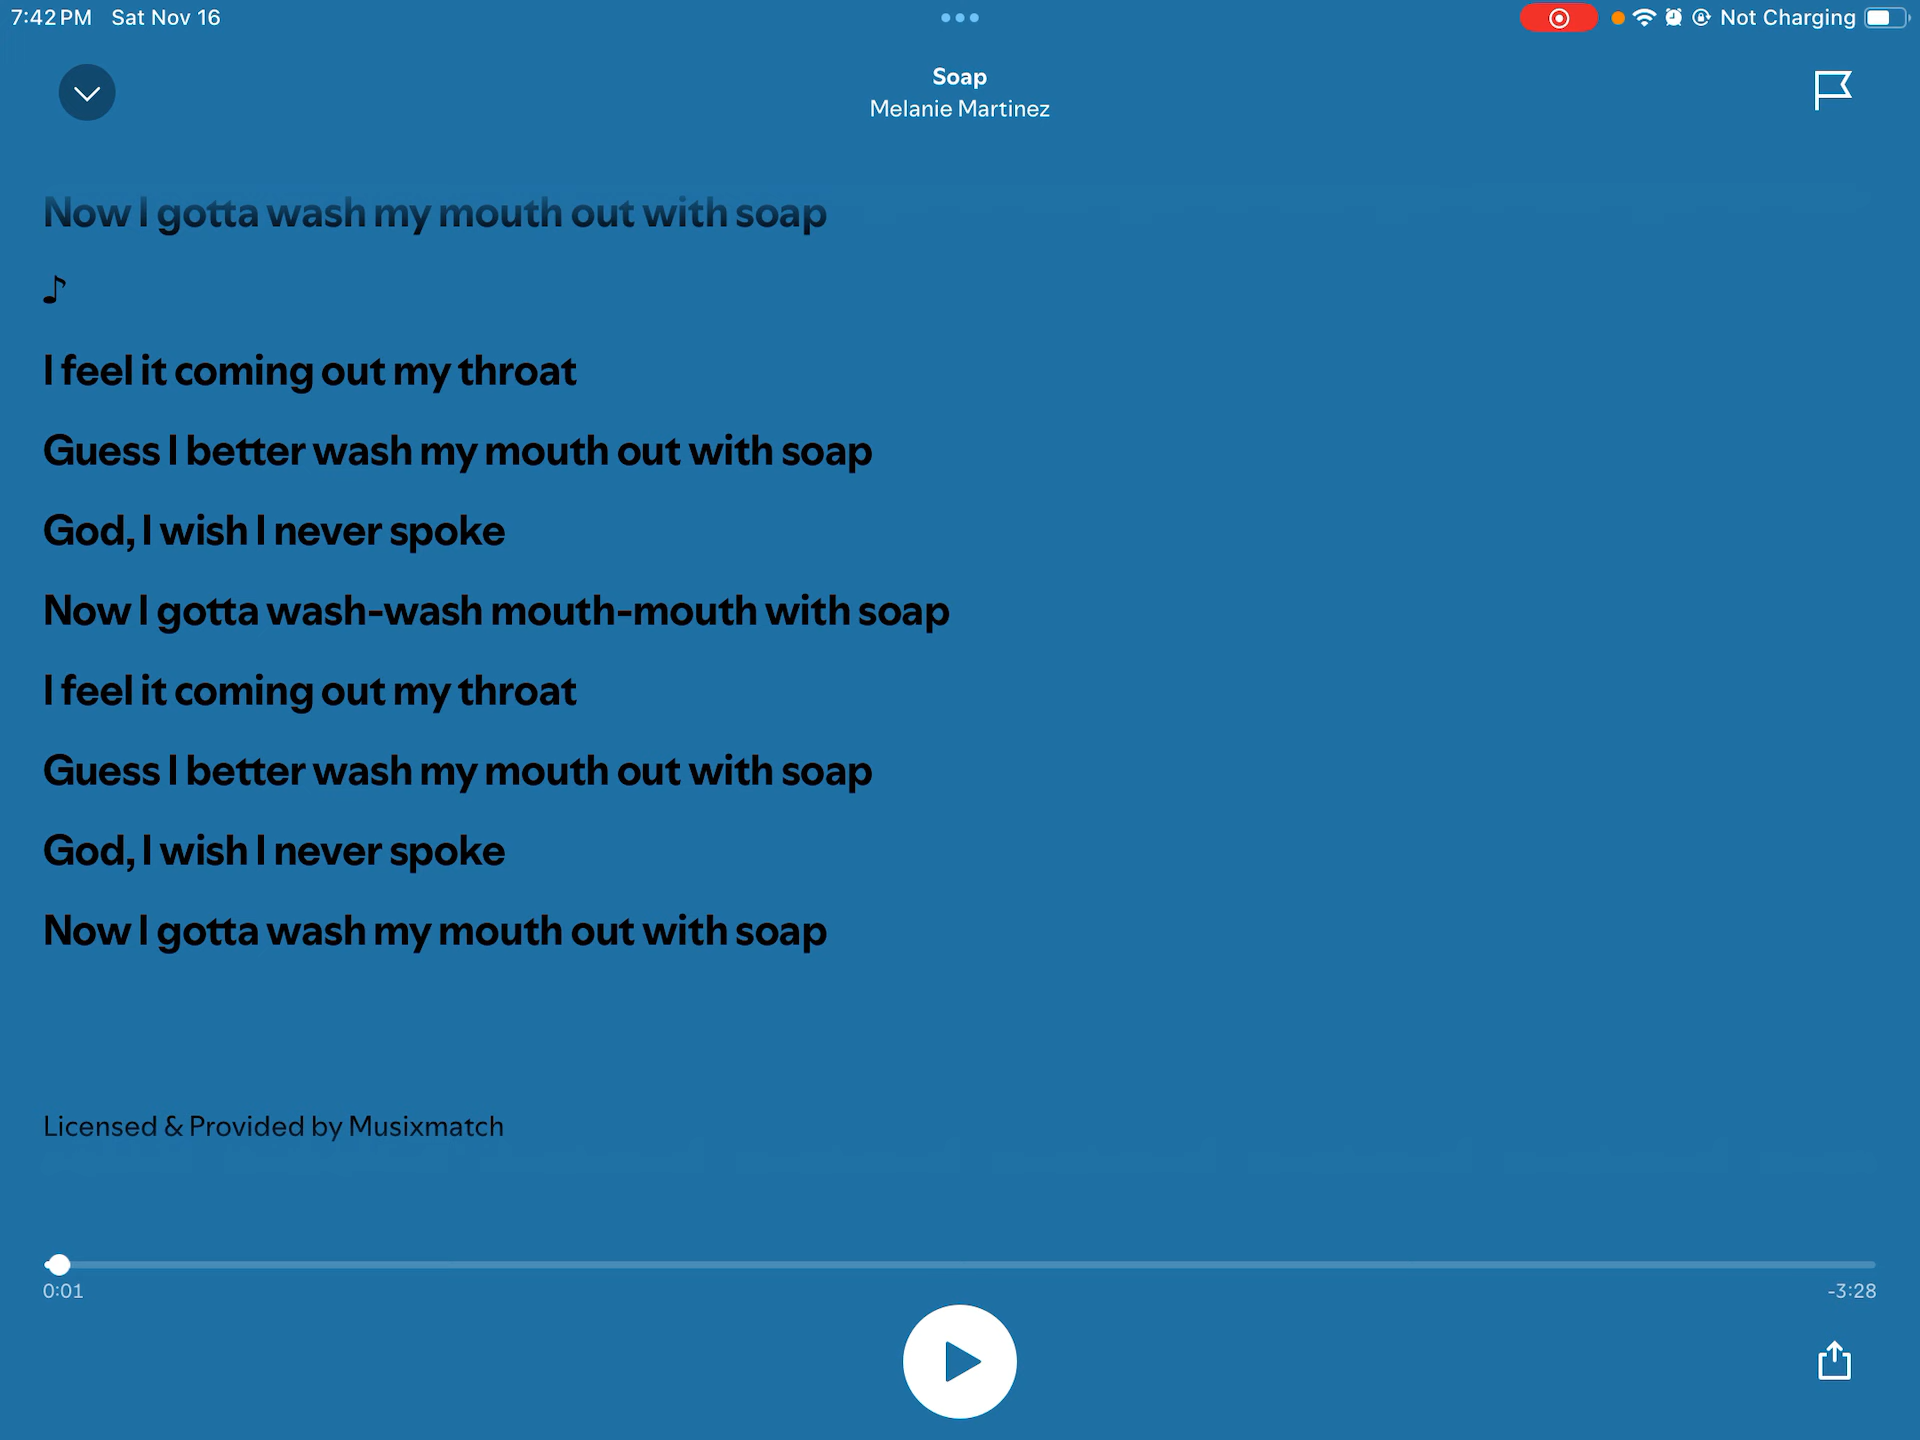 7:42 PM Sat Nov 16 Not Charging
Soap
Melanie Martinez
Now I gotta wash my mouth out with soap
♪
I feel it coming out my throat
Guess I better wash my mouth out with soap
God, I wish I never spoke
Now I gotta wash-wash mouth-mouth with soap
I feel it coming out my throat
Guess I better wash my mouth out with soap
God, I wish I never spoke
Now I gotta wash my mouth out with soap
Licensed & Provided by Musixmatch
0:01 -3:28